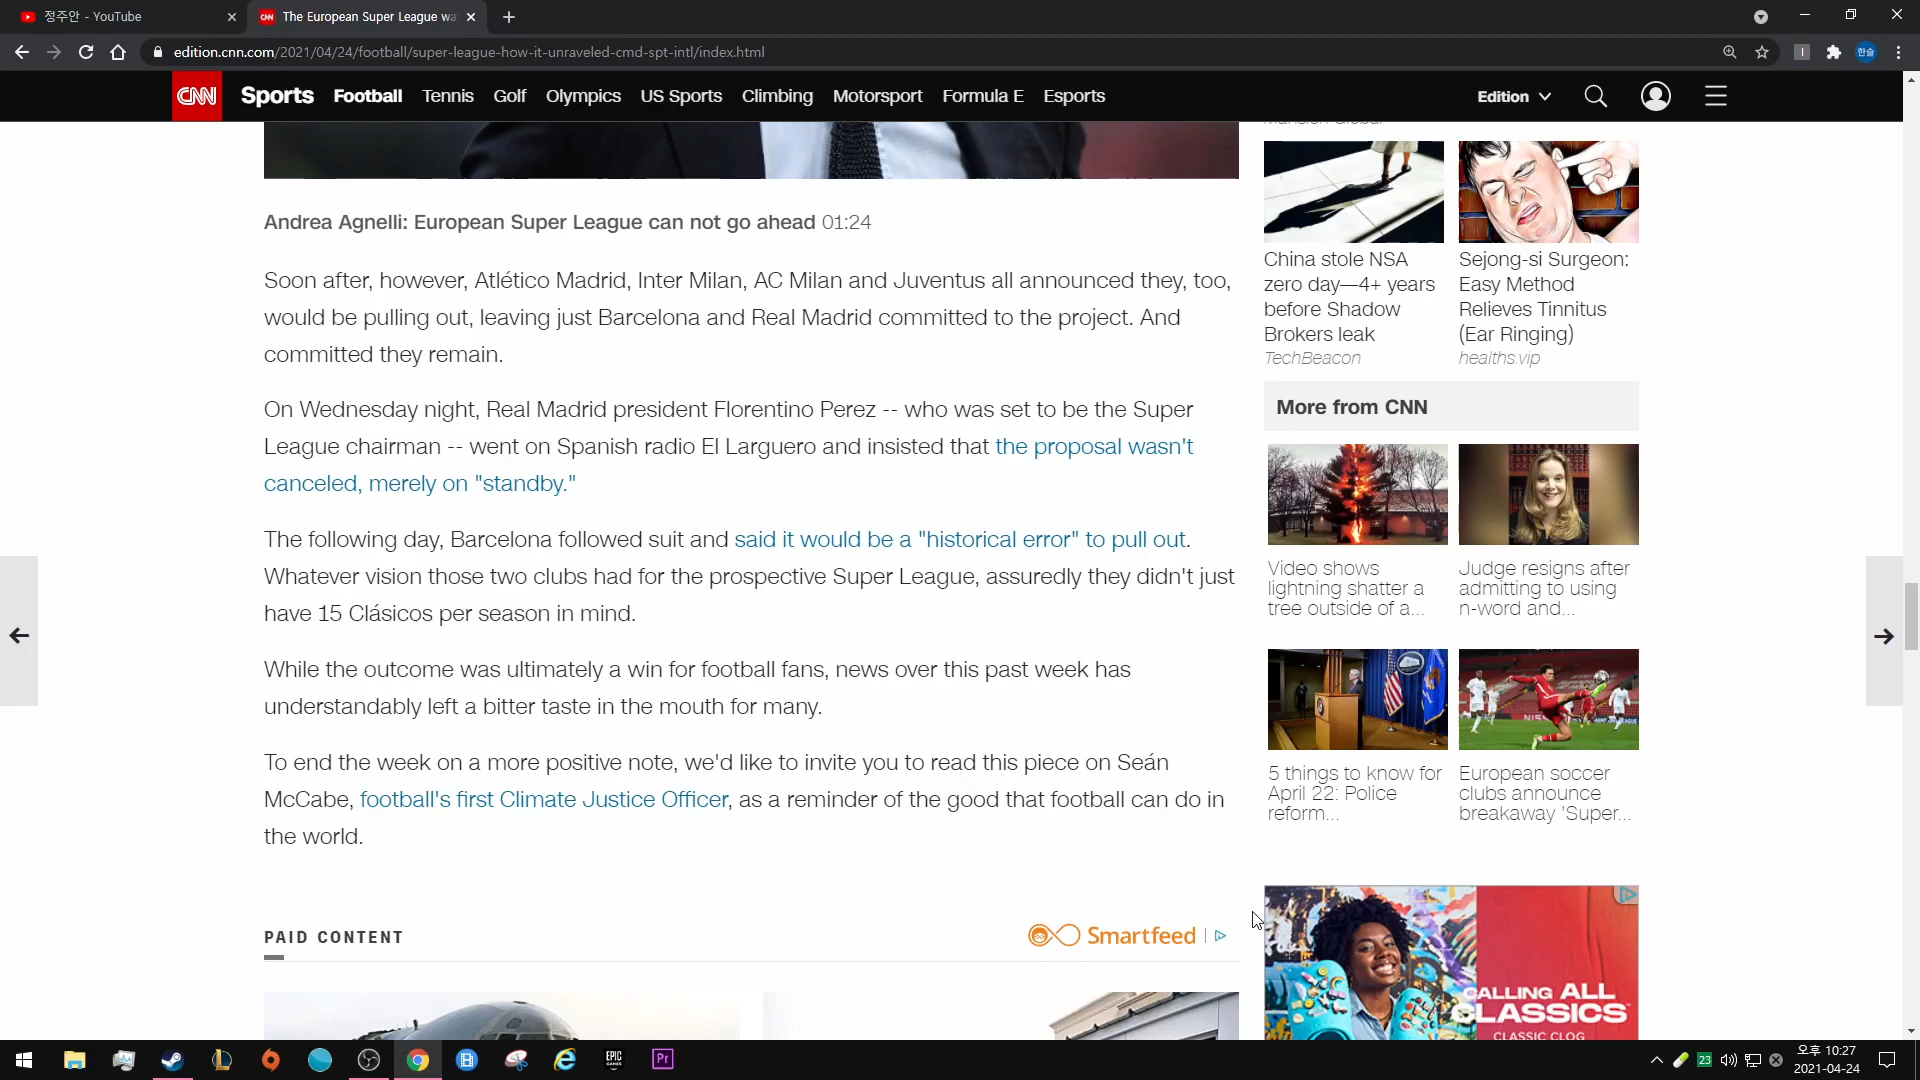 정주안 - YouTube
CNN The European Super League wa
edition.cnn.com/2021/04/24/football/super-league-how-it-unraveled-cmd-spt-intl/index.html
한슬
CNN Sports Football Tennis Golf Olympics US Sports Climbing Motorsport Formula E Esports
Edition
Andrea Agnelli: European Super League can not go ahead 01:24
Soon after, however, Atlético Madrid, Inter Milan, AC Milan and Juventus all announced they, too,
would be pulling out, leaving just Barcelona and Real Madrid committed to the project. And
committed they remain.
On Wednesday night, Real Madrid president Florentino Perez -- who was set to be the Super
League chairman -- went on Spanish radio El Larguero and insisted that the proposal wasn't
canceled, merely on "standby."
The following day, Barcelona followed suit and said it would be a "historical error" to pull out.
Whatever vision those two clubs had for the prospective Super League, assuredly they didn't just
have 15 Clásicos per season in mind.
While the outcome was ultimately a win for football fans, news over this past week has
understandably left a bitter taste in the mouth for many.
To end the week on a more positive note, we'd like to invite you to read this piece on Seán
McCabe, football's first Climate Justice Officer, as a reminder of the good that football can do in
the world.
PAID CONTENT
Smartfeed
Mansion Global
China stole NSA
zero day—4+ years
before Shadow
Brokers leak
TechBeacon
Sejong-si Surgeon:
Easy Method
Relieves Tinnitus
(Ear Ringing)
healths.vip
More from CNN
Video shows
lightning shatter a
tree outside of a...
Judge resigns after
admitting to using
n-word and...
5 things to know for
April 22: Police
reform...
European soccer
clubs announce
breakaway 'Super...
CALLING ALL
CLASSICS
CLASSIC CLOG
EPIC
GAMES
Pr
23
오후 10:27
2021-04-24